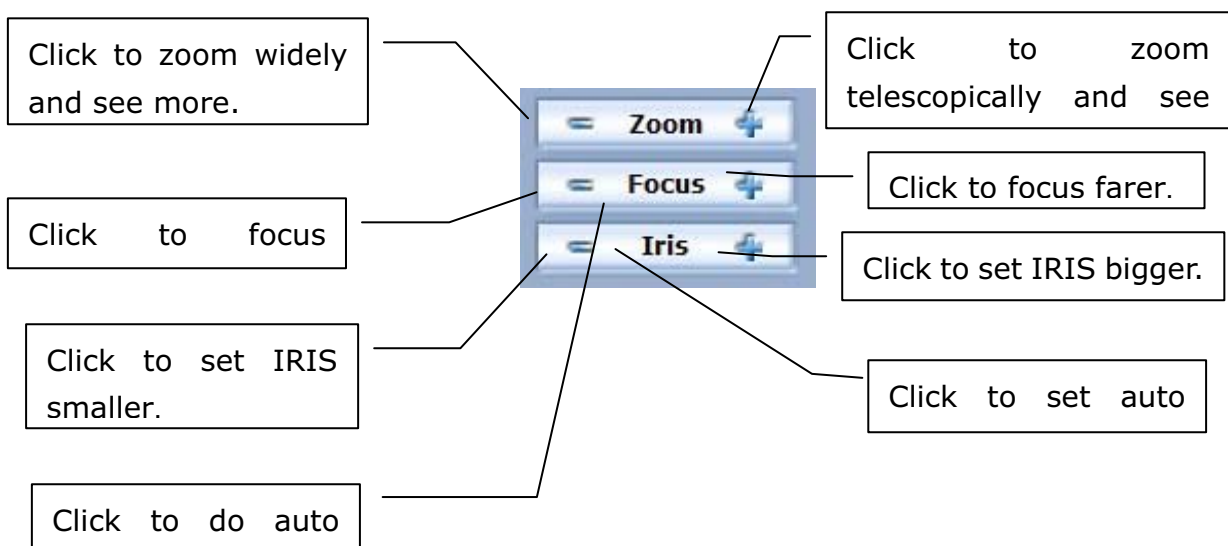 Click to zoom widely
and see more.
Click to zoom
telescopically and see
Zoom
Focus
Iris
Click to focus farer.
Click to focus
Click to set IRIS bigger.
Click to set IRIS
smaller.
Click to set auto
Click to do auto